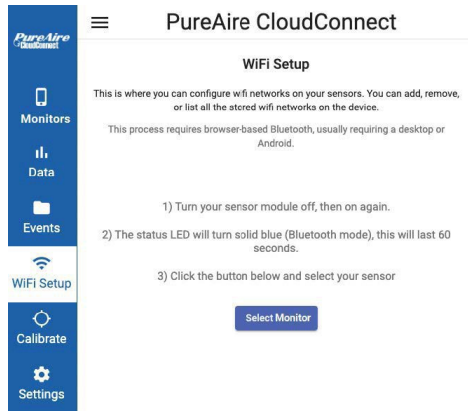 PureAire CloudConnect
PureAire
CloudConnect
WiFi Setup
This is where you can configure wifi networks on your sensors. You can add, remove,
or list all the stored wifi networks on the device.
This process requires browser-based Bluetooth, usually requiring a desktop or
Android.
Monitors
Data
Events
WiFi Setup
Calibrate
Settings
1) Turn your sensor module off, then on again.
2) The status LED will turn solid blue (Bluetooth mode), this will last 60
seconds.
3) Click the button below and select your sensor
Select Monitor